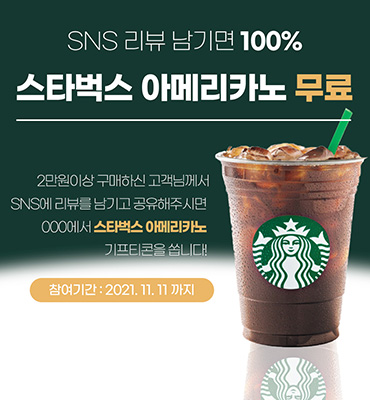 SNS 리뷰 남기면 100%
스타벅스 아메리카노 무료
2만원이상 구매하신 고객님께서
SNS에 리뷰를 남기고 공유해주시면
000에서 스타벅스 아메리카노
기프티콘을 쏩니다!
참여기간 : 2021. 11. 11 까지